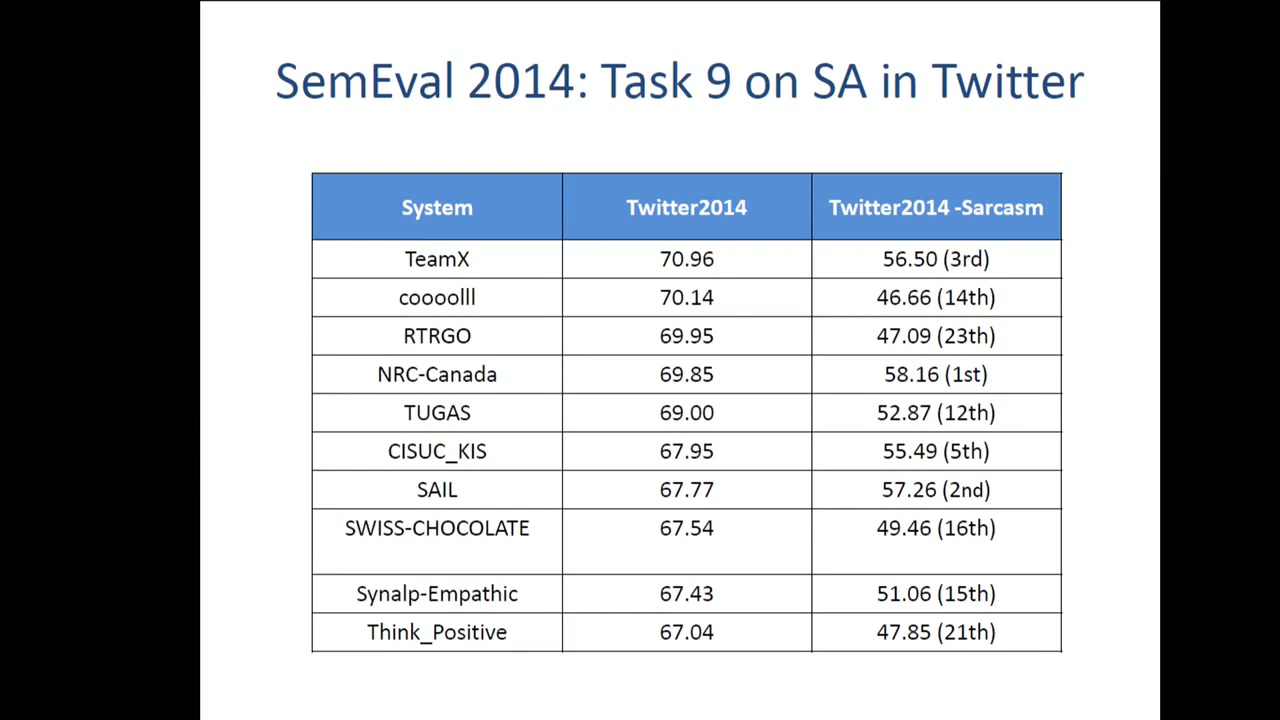 SemEval 2014: Task 9 on SA in Twitter
System Twitter2014 Twitter2014 -Sarcasm
TeamX 70.96 56.50 (3rd)
coooolll 70.14 46.66 (14th)
RTRGO 69.95 47.09 (23th)
NRC-Canada 69.85 58.16 (1st)
TUGAS 69.00 52.87 (12th)
CISUC_KIS 67.95 55.49 (5th)
SAIL 67.77 57.26 (2nd)
SWISS-CHOCOLATE 67.54 49.46 (16th)
Synalp-Empathic 67.43 51.06 (15th)
Think_Positive 67.04 47.85 (21th)